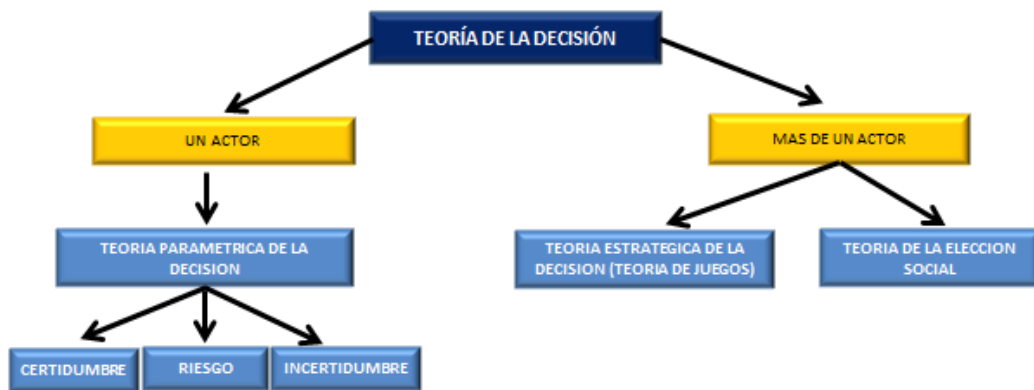 TEORÍA DE LA DECISIÓN
UN ACTOR
MAS DE UN ACTOR
TEORIA PARAMETRICA DE LA
DECISION
TEORIA ESTRATEGICA DE LA
DECISION (TEORIA DE JUEGOS)
TEORIA DE LA ELECCION
SOCIAL
CERTIDUMBRE
RIESGO
INCERTIDUMBRE